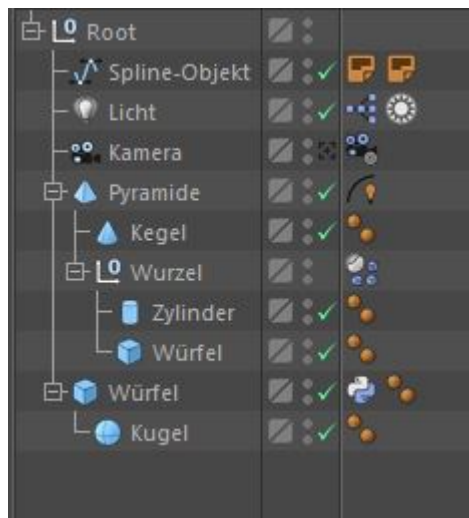 Root
Spline-Objekt
Licht
Kamera
Pyramide
Kegel
Wurzel
Zylinder
Würfel
Würfel
Kugel